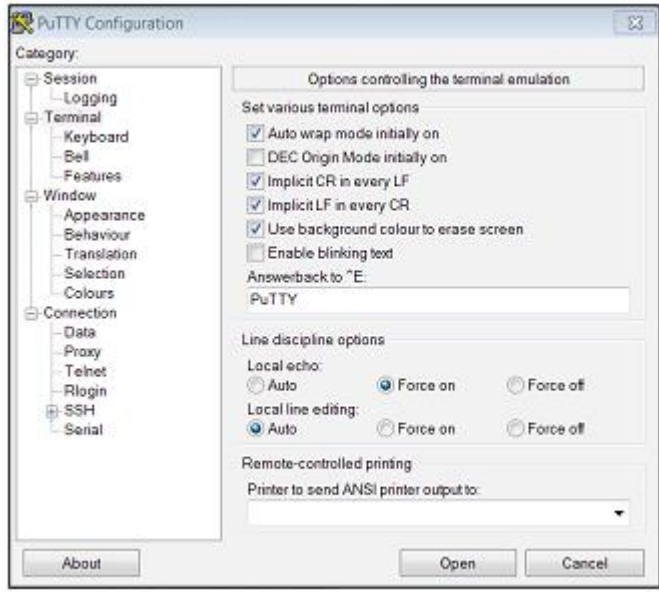 PuTTY Configuration
Category:
Session
Logging
Terminal
Keyboard
Bell
Features
Window
Appearance
Behaviour
Translation
Selection
Colours
Connection
Data
Proxy
Telnet
Rlogin
SSH
Serial
Options controlling the terminal emulation
Set various terminal options
Auto wrap mode initially on
DEC Origin Mode initially on
Implicit CR in every LF
Implicit LF in every CR
Use background colour to erase screen
Enable blinking text
Answerback to ^E:
PuTTY
Line discipline options
Local echo:
Auto Force on Force off
Local line editing:
Auto Force on Force off
Remote-controlled printing
Printer to send ANSI printer output to:
About Open Cancel